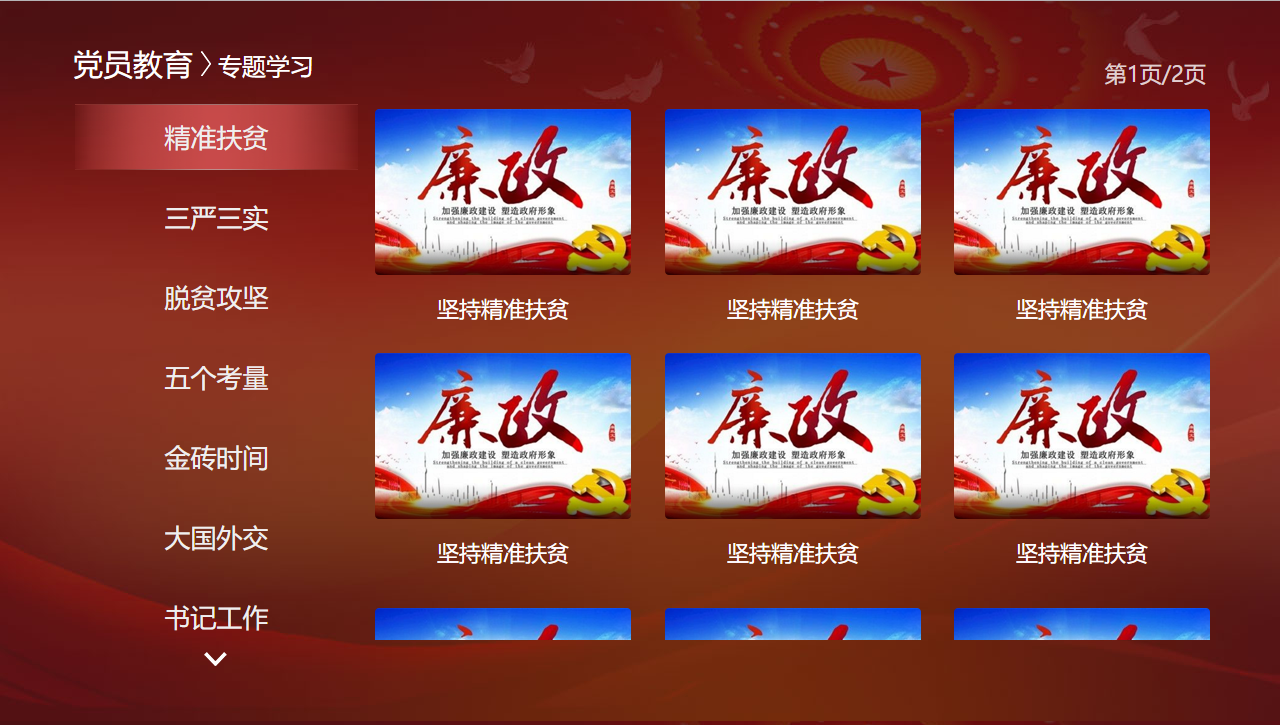 党员教育〉专题学习
第1页/2页
精准扶贫
三严三实
脱贫攻坚
五个考量
金砖时间
大国外交
书记工作
廉政
加强廉政建设 塑造政府形象
Strengthening the building of a clean government
and shaping the image of the government
坚持精准扶贫
廉政
加强廉政建设 塑造政府形象
Strengthening the building of a clean government
and shaping the image of the government
坚持精准扶贫
廉政
加强廉政建设 塑造政府形象
Strengthening the building of a clean government
and shaping the image of the government
坚持精准扶贫
廉政
加强廉政建设 塑造政府形象
Strengthening the building of a clean government
and shaping the image of the government
坚持精准扶贫
廉政
加强廉政建设 塑造政府形象
Strengthening the building of a clean government
and shaping the image of the government
坚持精准扶贫
廉政
加强廉政建设 塑造政府形象
Strengthening the building of a clean government
and shaping the image of the government
坚持精准扶贫